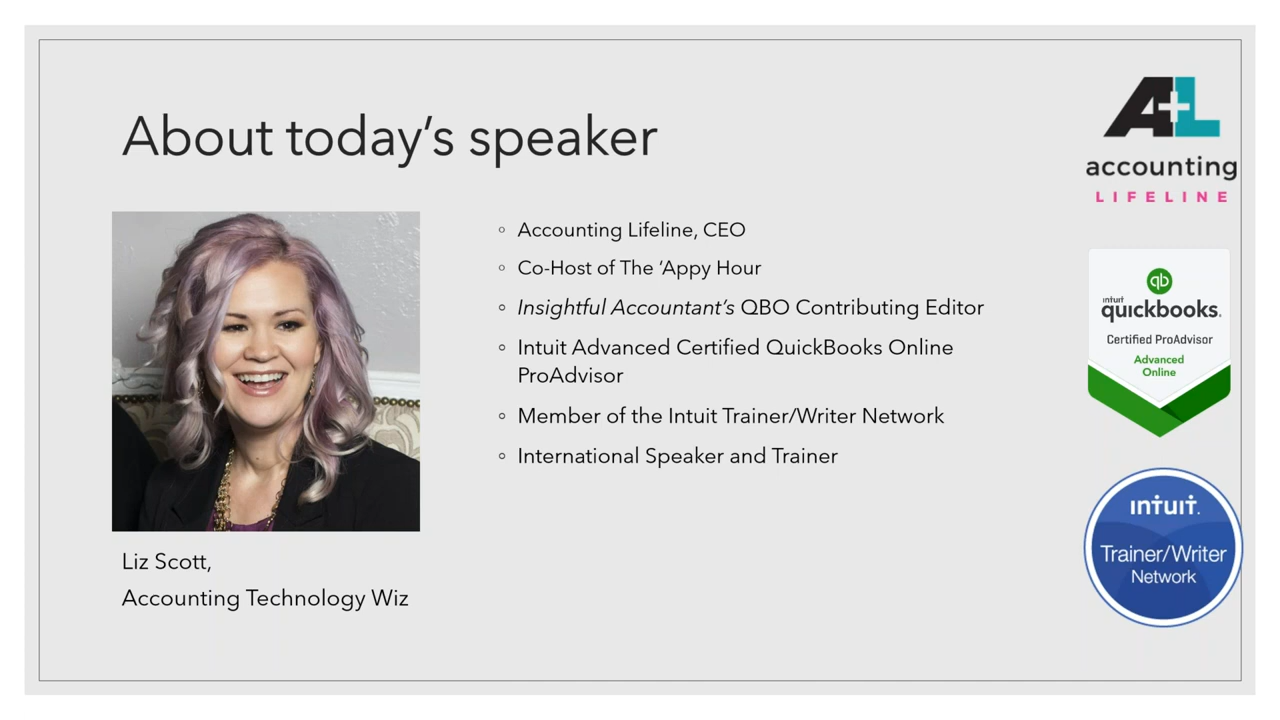 About today’s speaker
Accounting Lifeline, CEO
Co-Host of The ‘Appy Hour
Insightful Accountant’s QBO Contributing Editor
Intuit Advanced Certified QuickBooks Online
ProAdvisor
Member of the Intuit Trainer/Writer Network
International Speaker and Trainer
Liz Scott,
Accounting Technology Wiz
A+L
accounting
LIFELINE
qb
intuit
quickbooks.
Certified ProAdvisor
Advanced
Online
intuit.
Trainer/Writer
Network